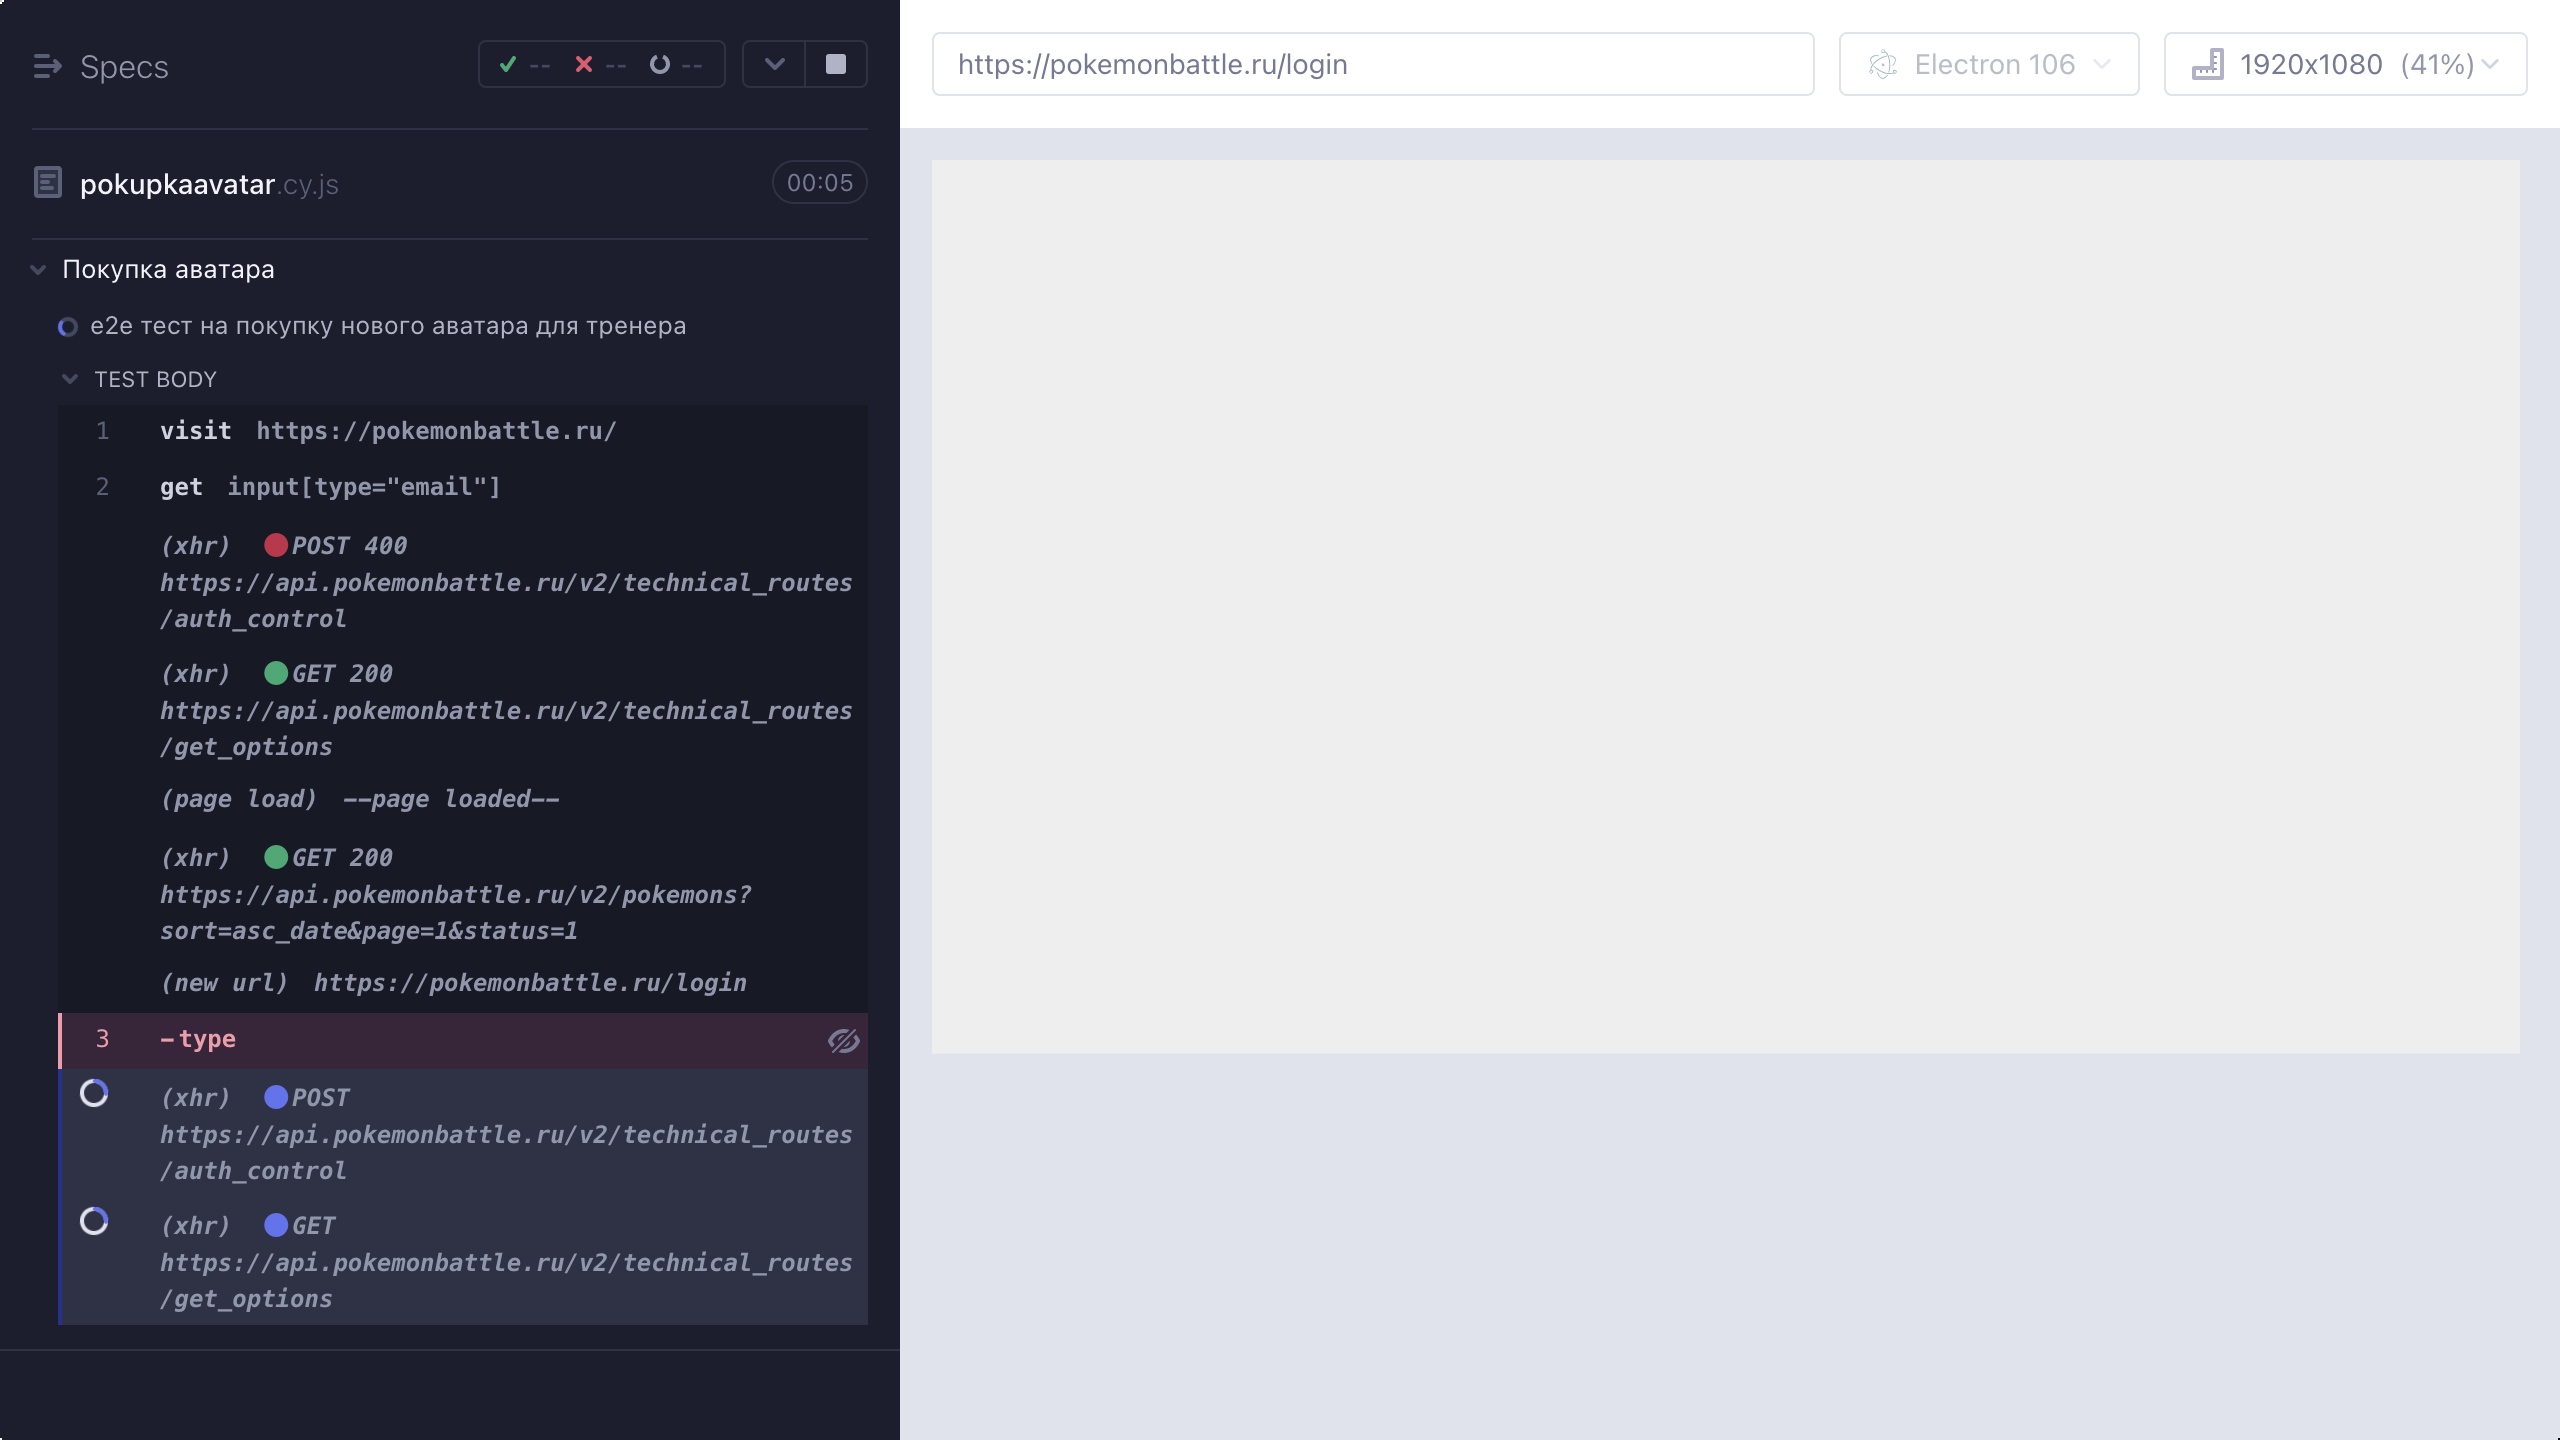 Specs
--
--
--
pokupkaavatar.cy.js
00:05
Покупка аватара
e2e тест на покупку нового аватара для тренера
TEST BODY
1 visit https://pokemonbattle.ru/
2 get input[type="email"]
(xhr) POST 400
https://api.pokemonbattle.ru/v2/technical_routes
/auth_control
(xhr) GET 200
https://api.pokemonbattle.ru/v2/technical_routes
/get_options
(page load) --page loaded--
(xhr) GET 200
https://api.pokemonbattle.ru/v2/pokemons?
sort=asc_date&page=1&status=1
(new url) https://pokemonbattle.ru/login
3 -type
(xhr) POST
https://api.pokemonbattle.ru/v2/technical_routes
/auth_control
(xhr) GET
https://api.pokemonbattle.ru/v2/technical_routes
/get_options
https://pokemonbattle.ru/login
Electron 106
1920x1080 (41%)